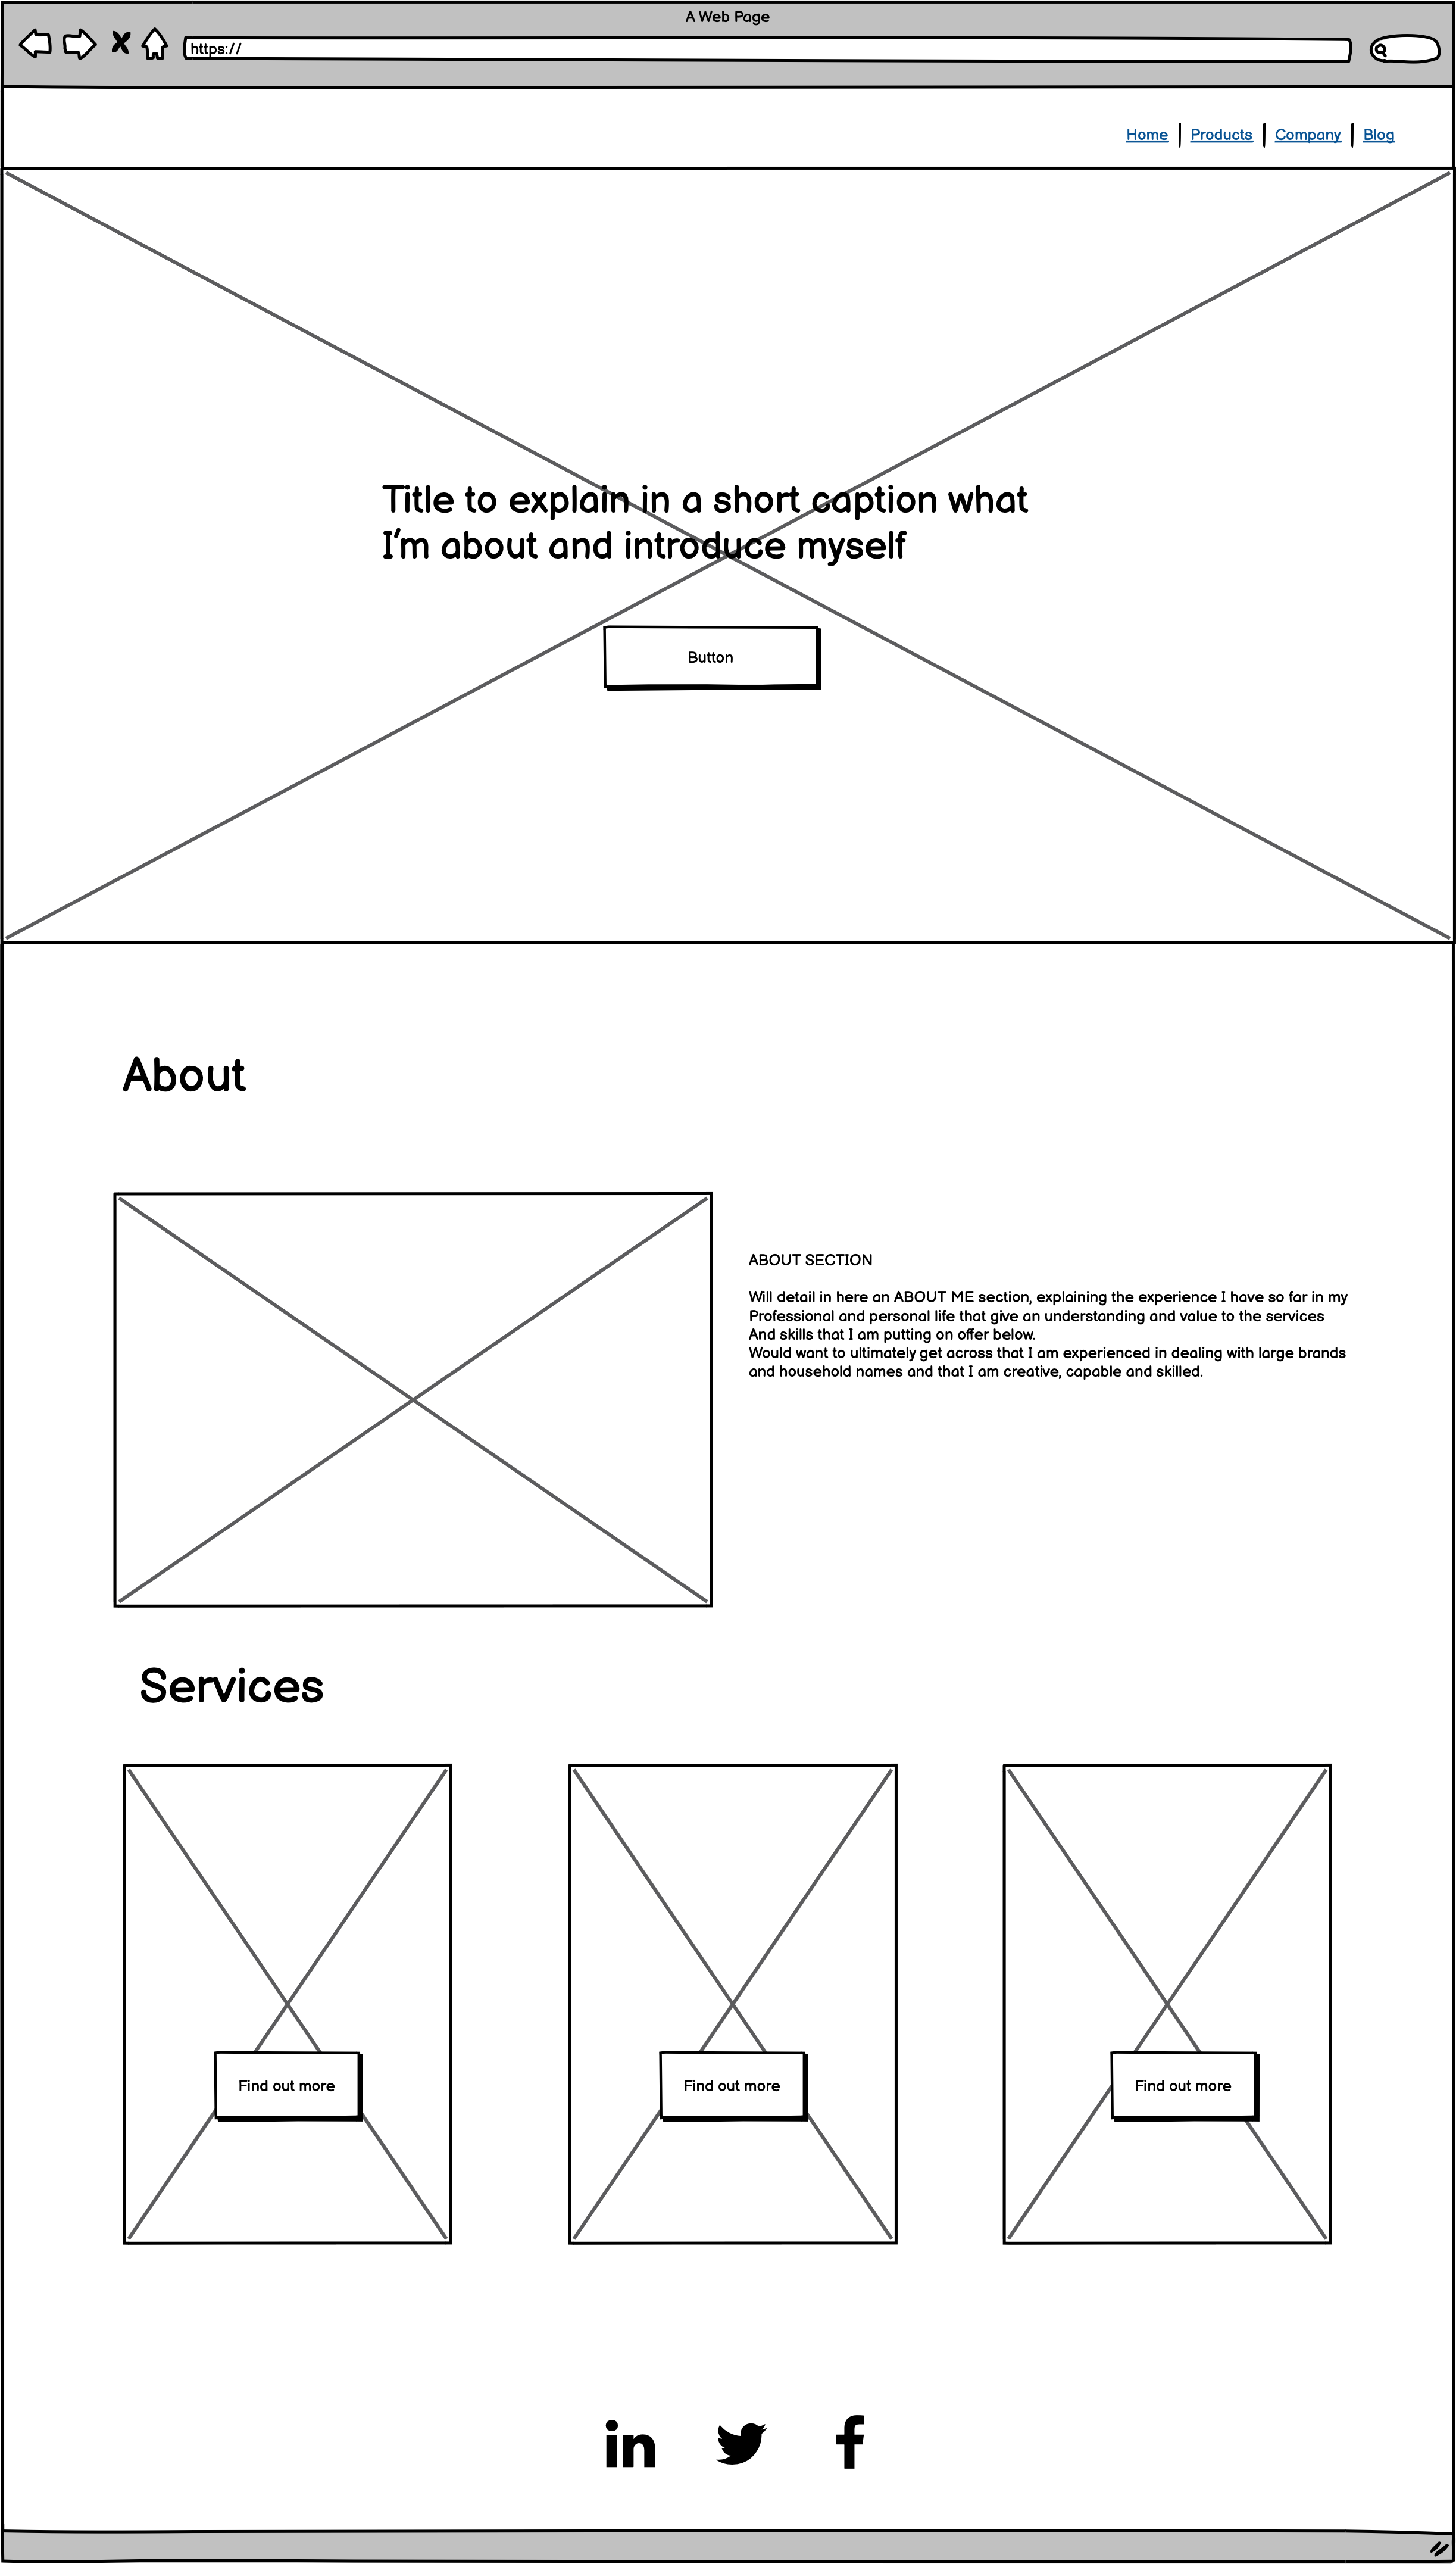 A Web Page
https://
Home Products Company Blog
Title to explain in a short caption what
I'm about and introduce myself
Button
About
ABOUT SECTION
Will detail in here an ABOUT ME section, explaining the experience I have so far in my
Professional and personal life that give an understanding and value to the services
And skills that I am putting on offer below.
Would want to ultimately get across that I am experienced in dealing with large brands
and household names and that I am creative, capable and skilled.
Services
Find out more
Find out more
Find out more
in
f